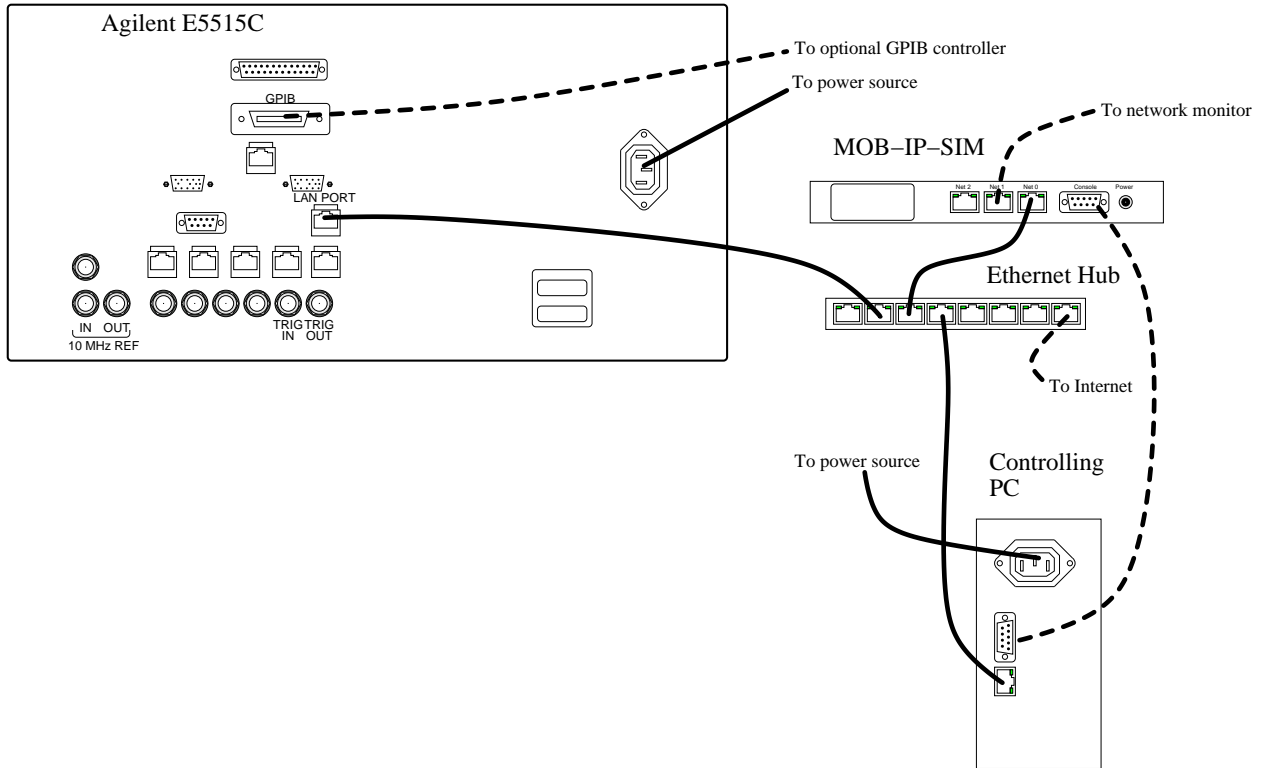 Agilent E5515C
To optional GPIB controller
To power source
GPIB
To network monitor
MOB−IP−SIM
Net 2 Net 1 Net 0 Console Power
LAN PORT
Ethernet Hub
IN OUT
10 MHz REF
TRIG IN
TRIG OUT
To Internet
To power source
Controlling
PC